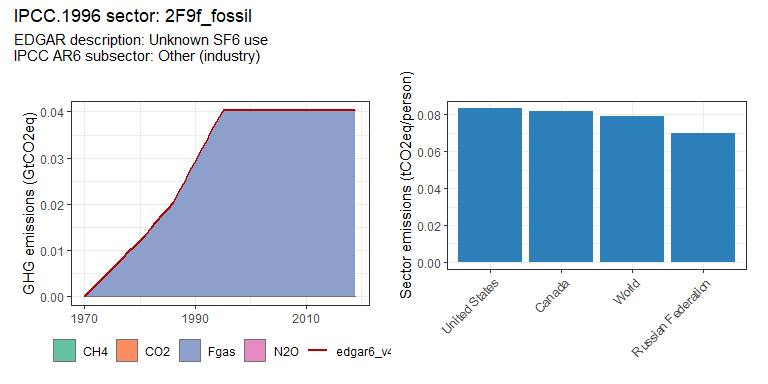 IPCC.1996 sector: 2F9f_fossil
EDGAR description: Unknown SF6 use
IPCC AR6 subsector: Other (industry)
GHG emissions (GtCO2eq)
0.04
0.03
0.02
0.01
0.00
1970
1990
2010
CH4
CO2
Fgas
N2O
edgar6_v4
Sector emissions (tCO2eq/person)
0.08
0.06
0.04
0.02
0.00
United States
Canada
World
Russian Federation